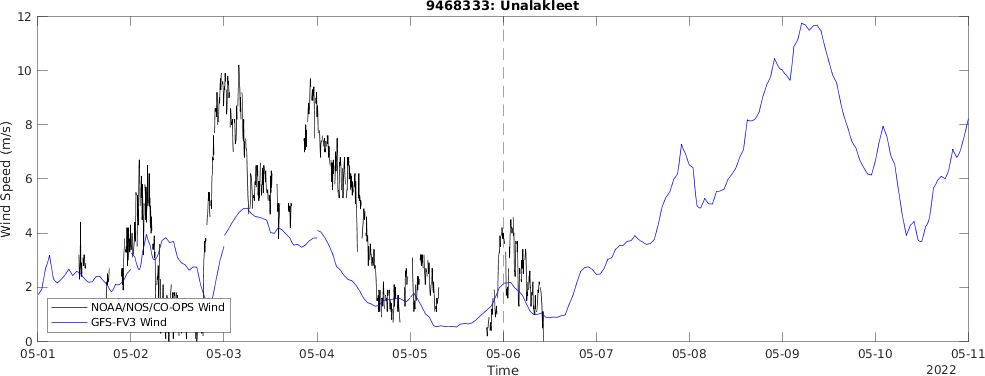 9468333: Unalakleet
Wind Speed (m/s)
12
10
8
6
4
2
0
NOAA/NOS/CO-OPS Wind
GFS-FV3 Wind
05-01 05-02 05-03 05-04 05-05 05-06 05-07 05-08 05-09 05-10 05-11
Time
2022